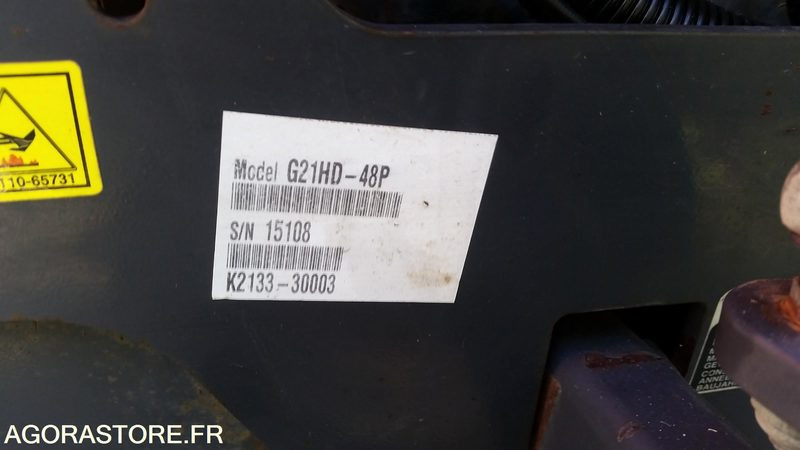 110-65731
Model G21HD-48P
S/N 15108
K2133-30003
AGORASTORE.FR